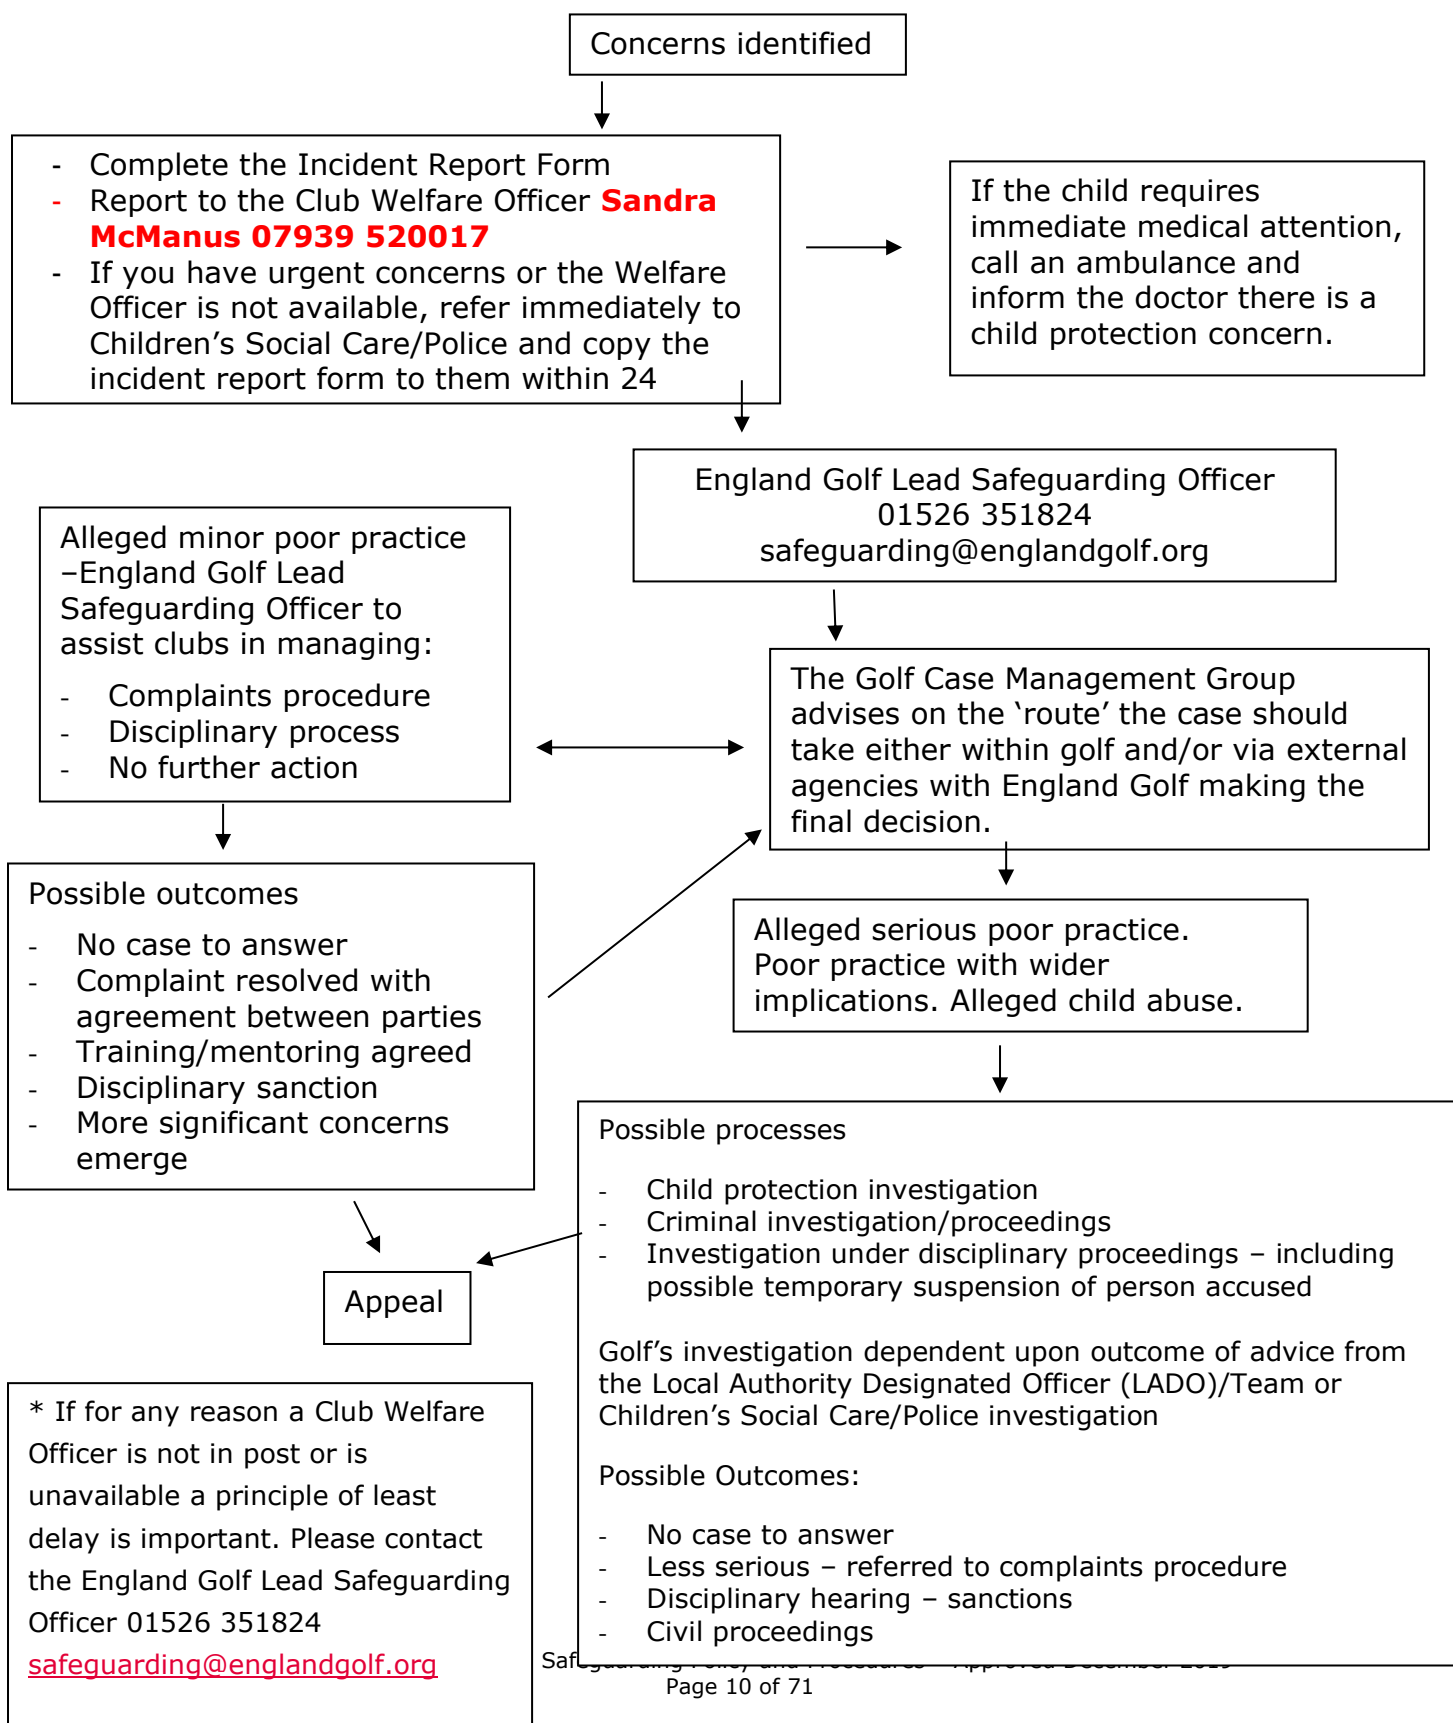 Concerns identified
- Complete the Incident Report Form
- Report to the Club Welfare Officer Sandra
McManus 07939 520017
- If you have urgent concerns or the Welfare
Officer is not available, refer immediately to
Children’s Social Care/Police and copy the
incident report form to them within 24
If the child requires
immediate medical attention,
call an ambulance and
inform the doctor there is a
child protection concern.
England Golf Lead Safeguarding Officer
01526 351824
safeguarding@englandgolf.org
Alleged minor poor practice
–England Golf Lead
Safeguarding Officer to
assist clubs in managing:
- Complaints procedure
- Disciplinary process
- No further action
The Golf Case Management Group
advises on the ‘route’ the case should
take either within golf and/or via external
agencies with England Golf making the
final decision.
Possible outcomes
- No case to answer
- Complaint resolved with
agreement between parties
- Training/mentoring agreed
- Disciplinary sanction
- More significant concerns
emerge
Alleged serious poor practice.
Poor practice with wider
implications. Alleged child abuse.
Possible processes
- Child protection investigation
- Criminal investigation/proceedings
- Investigation under disciplinary proceedings – including
possible temporary suspension of person accused
Golf’s investigation dependent upon outcome of advice from
the Local Authority Designated Officer (LADO)/Team or
Children’s Social Care/Police investigation
Possible Outcomes:
- No case to answer
- Less serious – referred to complaints procedure
- Disciplinary hearing – sanctions
- Civil proceedings
Appeal
* If for any reason a Club Welfare
Officer is not in post or is
unavailable a principle of least
delay is important. Please contact
the England Golf Lead Safeguarding
Officer 01526 351824
safeguarding@englandgolf.org
Safeguarding Policy and Procedures – Approved December 2019
Page 10 of 71